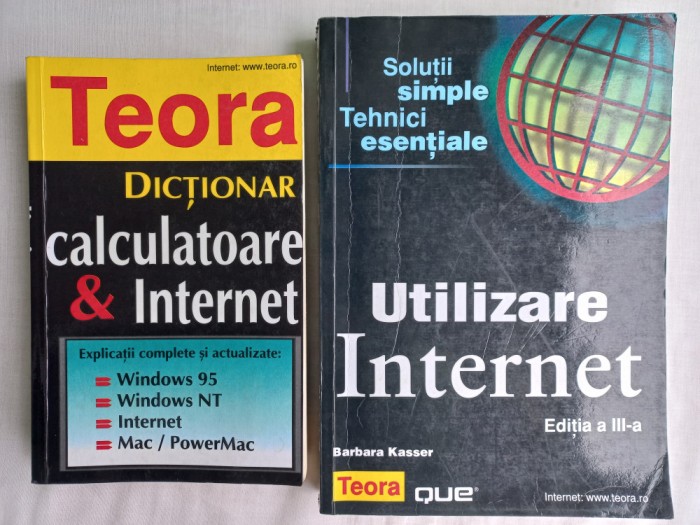 Internet: www.teora.ro
Teora
DICȚIONAR
calculatoare
& Internet
Explicații complete și actualizate:
Windows 95
Windows NT
Internet
Mac / PowerMac
Soluții
simple
Tehnici
esențiale
Utilizare
Internet
Ediția a III-a
Barbara Kasser
Teora
QUE®
Internet: www.teora.ro